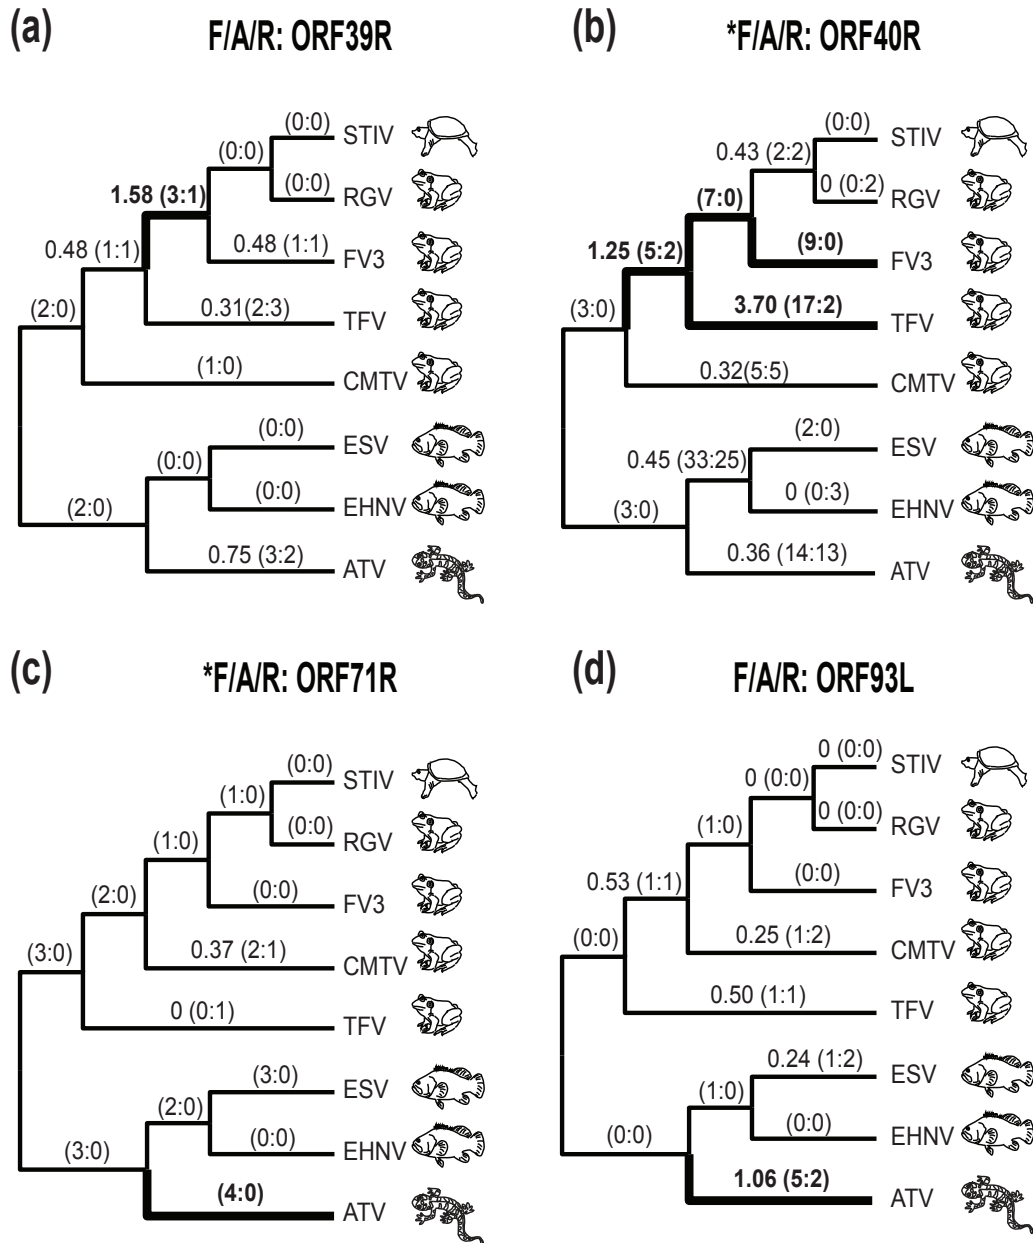 (a) F/A/R: ORF39R
(0:0) STIV
(0:0)
(0:0) RGV
1.58 (3:1)
0.48 (1:1) FV3
0.48 (1:1)
0.31(2:3) TFV
(2:0)
(1:0) CMTV
(0:0) ESV
(0:0)
(0:0) EHNV
(2:0)
0.75 (3:2) ATV
(b) *F/A/R: ORF40R
(0:0) STIV
0.43 (2:2)
0 (0:2) RGV
(7:0)
(9:0) FV3
1.25 (5:2)
3.70 (17:2) TFV
(3:0)
0.32(5:5) CMTV
(2:0) ESV
0.45 (33:25)
0 (0:3) EHNV
(3:0)
0.36 (14:13) ATV
(c) *F/A/R: ORF71R
(0:0) STIV
(1:0)
(0:0) RGV
(1:0)
(0:0) FV3
(2:0)
0.37 (2:1) CMTV
(3:0)
0 (0:1) TFV
(3:0) ESV
(2:0)
(0:0) EHNV
(3:0)
(4:0) ATV
(d) F/A/R: ORF93L
0 (0:0) STIV
0 (0:0)
0 (0:0) RGV
(1:0)
(0:0) FV3
0.53 (1:1)
0.25 (1:2) CMTV
(0:0)
0.50 (1:1) TFV
0.24 (1:2) ESV
(1:0)
(0:0) EHNV
(0:0)
1.06 (5:2) ATV